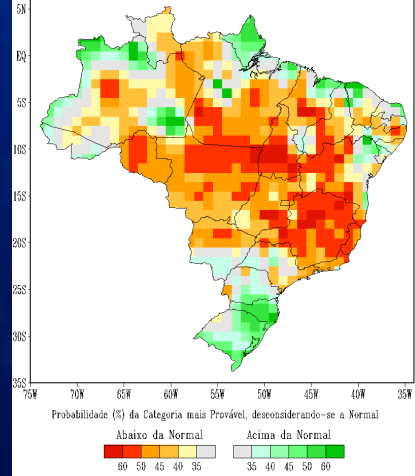 5N
EQ
5S
10S
15S
20S
25S
30S
35S
75W 70W 65W 60W 55W 50W 45W 40W 35W
Probabilidade (%) da Categoria mais Provável, desconsiderando-se a Normal
Abaixo da Normal Acima da Normal
60 50 45 40 35 35 40 45 50 60